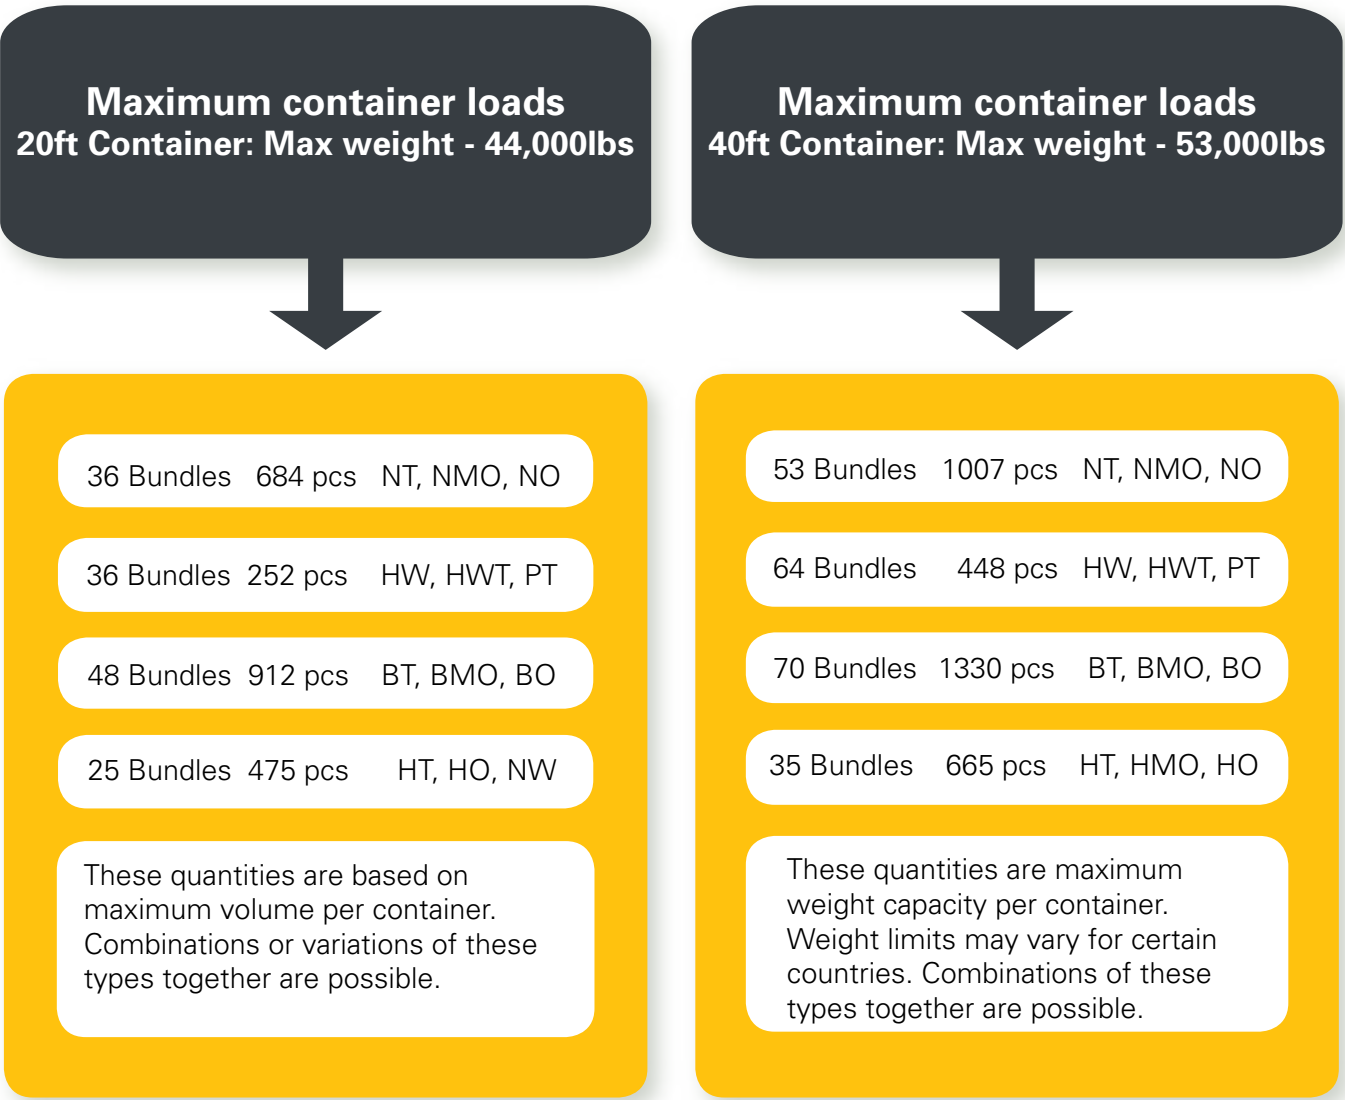 Maximum container loads
20ft Container: Max weight - 44,000lbs
36 Bundles 684 pcs NT, NMO, NO
36 Bundles 252 pcs HW, HWT, PT
48 Bundles 912 pcs BT, BMO, BO
25 Bundles 475 pcs HT, HO, NW
These quantities are based on
maximum volume per container.
Combinations or variations of these
types together are possible.
Maximum container loads
40ft Container: Max weight - 53,000lbs
53 Bundles 1007 pcs NT, NMO, NO
64 Bundles 448 pcs HW, HWT, PT
70 Bundles 1330 pcs BT, BMO, BO
35 Bundles 665 pcs HT, HMO, HO
These quantities are maximum
weight capacity per container.
Weight limits may vary for certain
countries. Combinations of these
types together are possible.